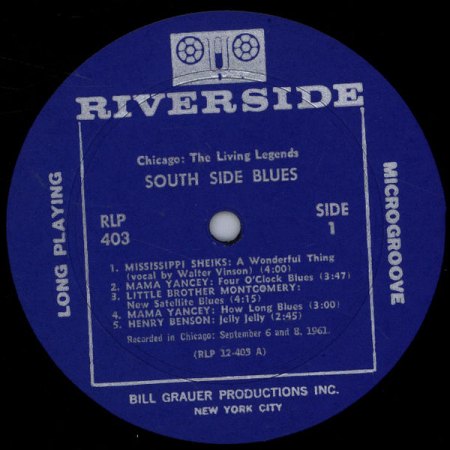 RIVERSIDE
Chicago: The Living Legends
SOUTH SIDE BLUES
RLP
403
SIDE
1
LONG PLAYING
MICROGROOVE
1. MISSISSIPPI SHEIKS: A Wonderful Thing
(vocal by Walter Vinson) (4:00)
2. MAMA YANCEY: Four O'Clock Blues (3:47)
3. LITTLE BROTHER MONTGOMERY:
New Satellite Blues (4:15)
4. MAMA YANCEY: How Long Blues (3:00)
5. HENRY BENSON: Jelly Jelly (2:45)
Recorded in Chicago: September 6 and 8, 1961.
(RLP 12-403 A)
BILL GRAUER PRODUCTIONS INC.
NEW YORK CITY